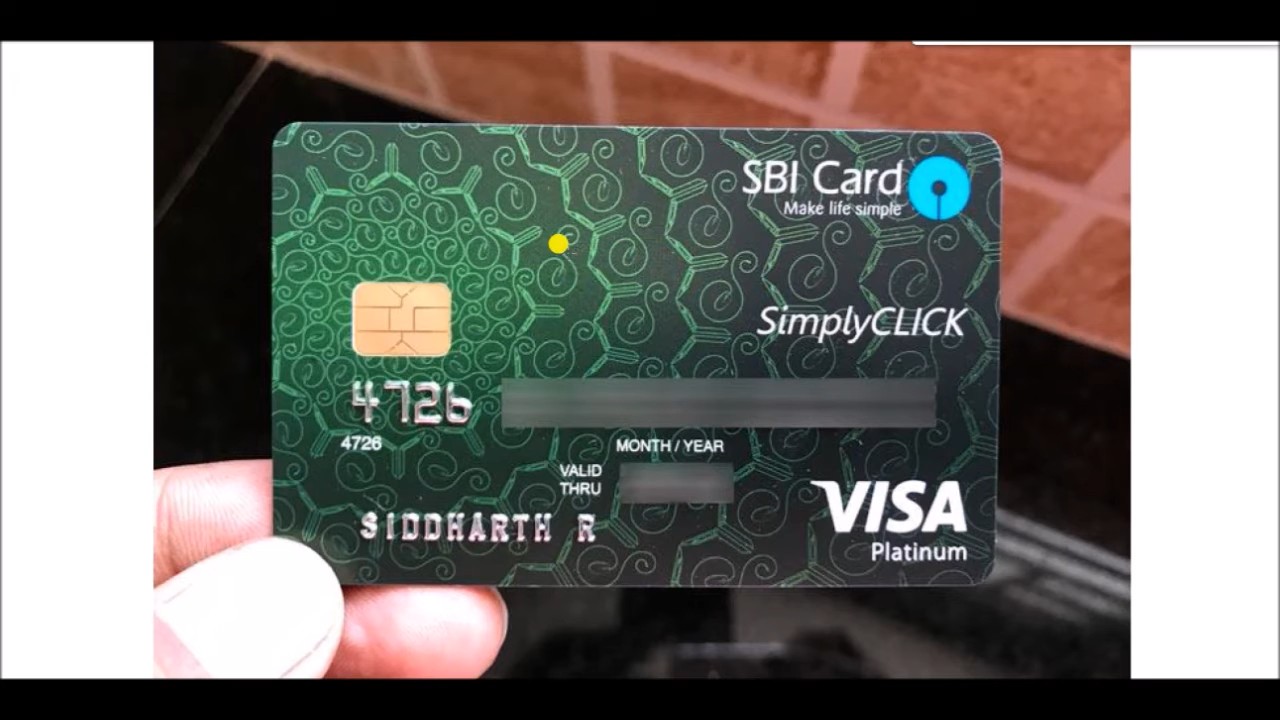 SBI Card
Make life simple
SimplyCLICK
4726
4726
MONTH / YEAR
VALID
THRU
SIDDHARTH R
VISA
Platinum